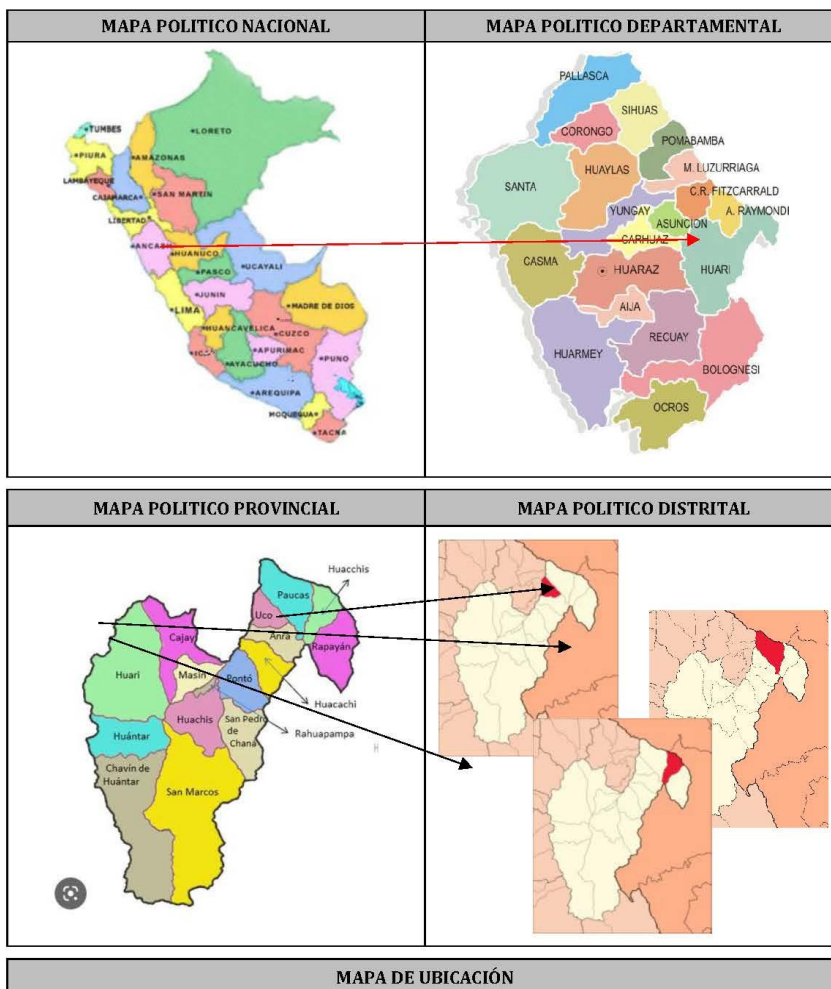 MAPA POLITICO NACIONAL
MAPA POLITICO DEPARTAMENTAL
TUMBES
PIURA
LAMBAYEQUE
CAJAMARCA
LIBERTAD
AMAZONAS
LORETO
SAN MARTIN
ANCASH
HUANUCO
PASCO
UCAYALI
JUNIN
LIMA
HUANCAVELICA
MADRE DE DIOS
CUZCO
ICA
APURIMAC
AYACUCHO
PUNO
AREQUIPA
MOQUEGUA
TACNA
PALLASCA
SIHUAS
CORONGO
POMABAMBA
HUAYLAS
M. LUZURRIAGA
SANTA
C.R. FITZCARRALD
YUNGAY
A. RAYMONDI
ASUNCION
CARHUAZ
CASMA
HUARAZ
HUARI
AIJA
RECUAY
HUARMEY
BOLOGNESI
OCROS
MAPA POLITICO PROVINCIAL
MAPA POLITICO DISTRITAL
Huacchis
Paucas
Uco
Cajay
Anra
Rapayán
Huari
Masin
Pontó
Huacachi
Huachis
San Pedro
de
Chaná
Rahuapampa
Huántar
H
Chavín de
Huántar
San Marcos
MAPA DE UBICACIÓN